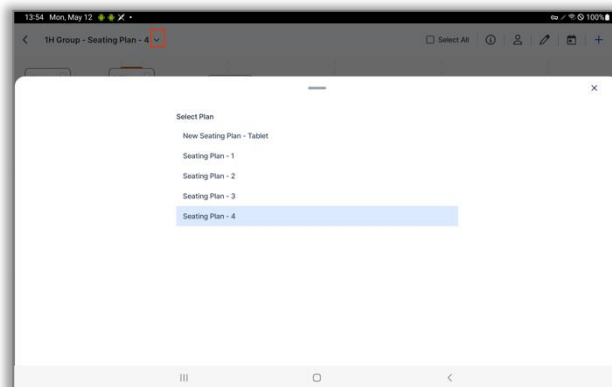 13:54 Mon, May 12
100%
1H Group - Seating Plan - 4
Select All
Select Plan
New Seating Plan - Tablet
Seating Plan - 1
Seating Plan - 2
Seating Plan - 3
Seating Plan - 4